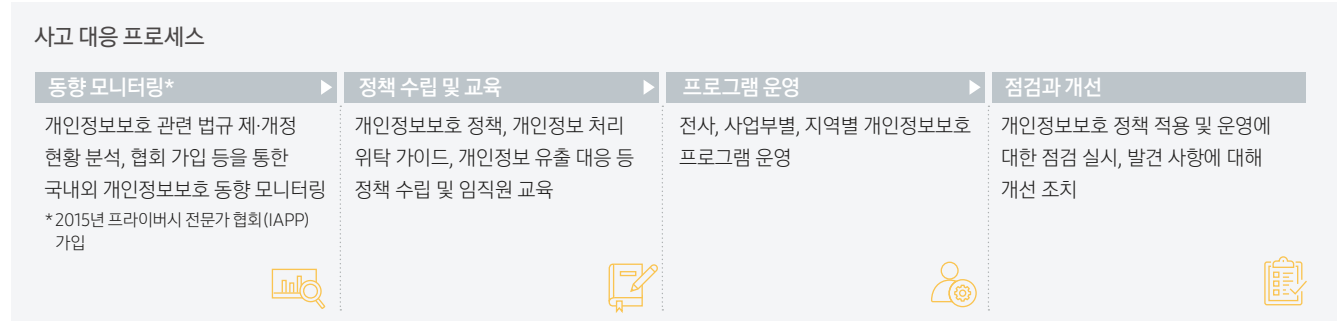 사고 대응 프로세스
동향 모니터링* ▶
개인정보보호 관련 법규 제·개정
현황 분석, 협회 가입 등을 통한
국내외 개인정보보호 동향 모니터링
* 2015년 프라이버시 전문가 협회(IAPP)
가입
정책 수립 및 교육 ▶
개인정보보호 정책, 개인정보 처리
위탁 가이드, 개인정보 유출 대응 등
정책 수립 및 임직원 교육
프로그램 운영 ▶
전사, 사업부별, 지역별 개인정보보호
프로그램 운영
점검과 개선
개인정보보호 정책 적용 및 운영에
대한 점검 실시, 발견 사항에 대해
개선 조치